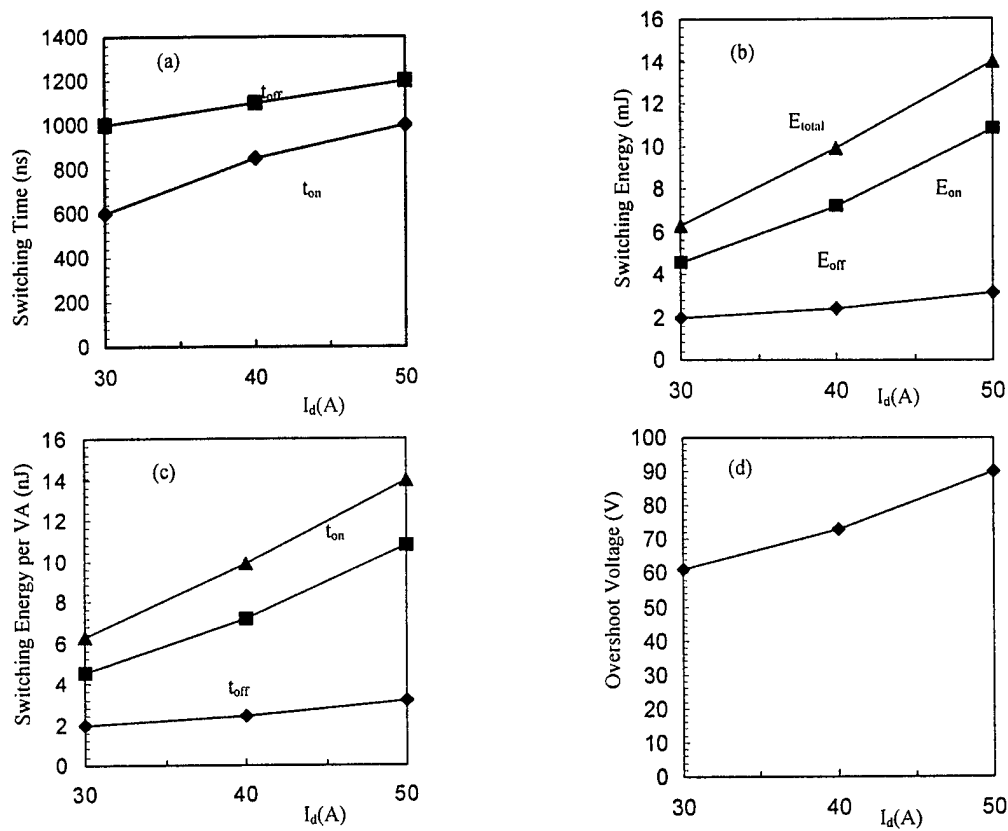 (a)
Switching Time (ns)
1400
1200
1000
800
600
400
200
0
t_off
t_on
30 40 50
I_d(A)
(b)
Switching Energy (mJ)
16
14
12
10
8
6
4
2
0
E_total
E_on
E_off
30 40 50
I_d(A)
(c)
Switching Energy per VA (nJ)
16
14
12
10
8
6
4
2
0
t_on
t_off
30 40 50
I_d(A)
(d)
Overshoot Voltage (V)
100
90
80
70
60
50
40
30
20
10
0
30 40 50
I_d(A)